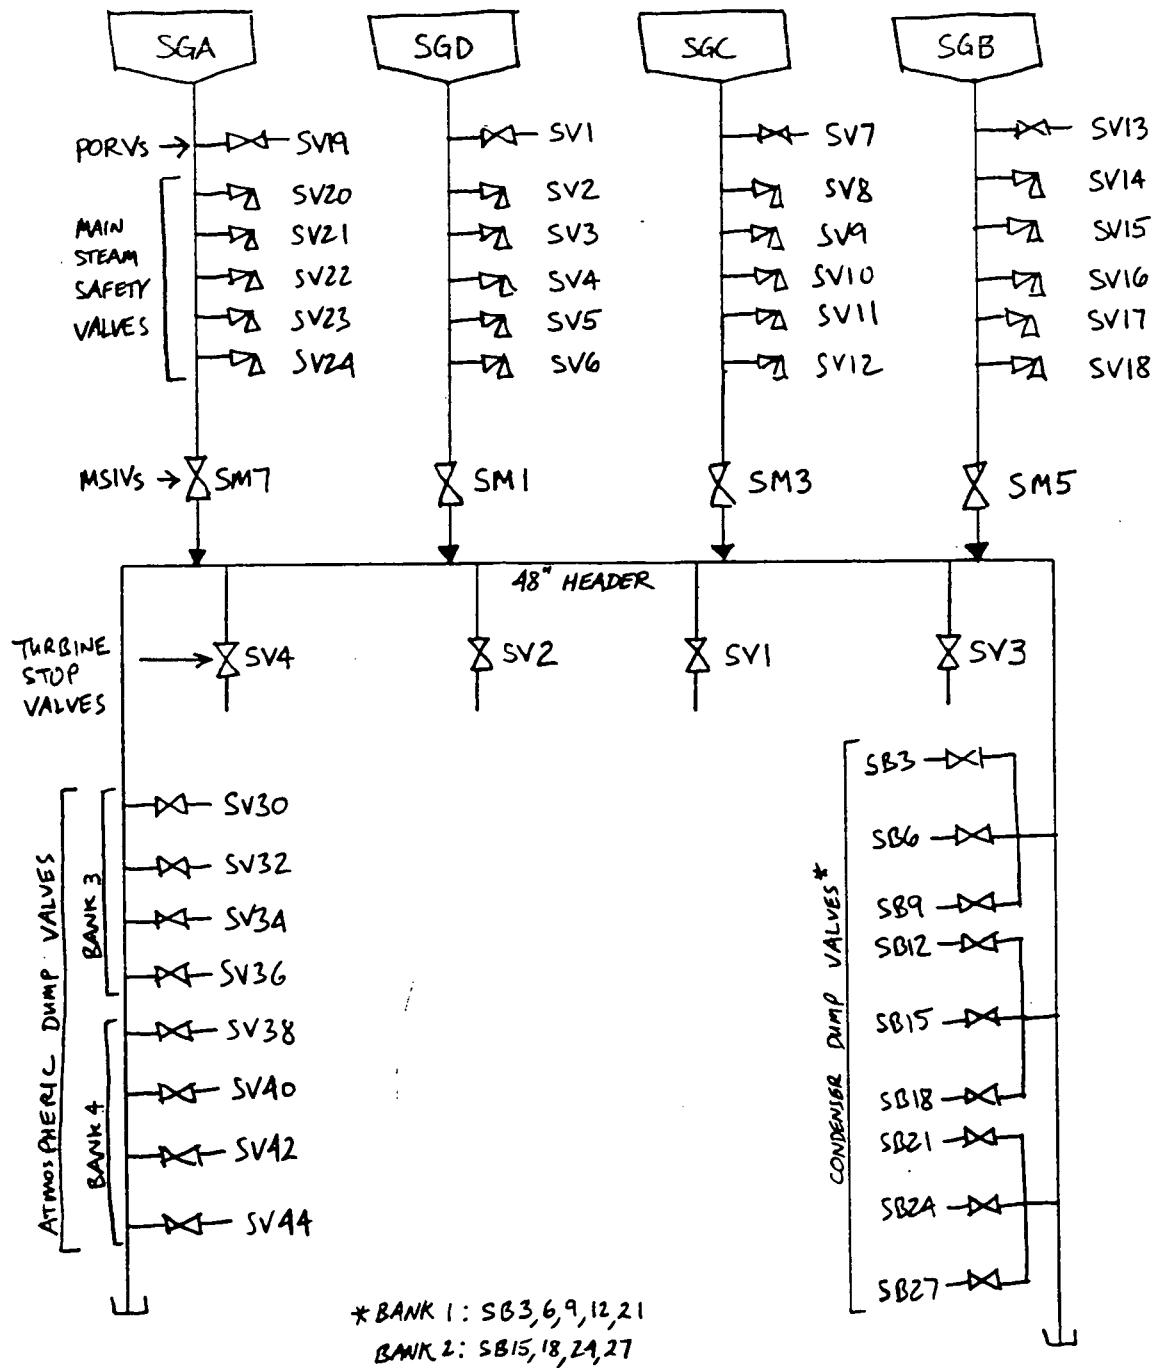 SGA
SGD
SGC
SGB
PORVs
SV19
SV1
SV7
SV13
SV20
SV2
SV8
SV14
MAIN
STEAM
SAFETY
VALVES
SV21
SV3
SV9
SV15
SV22
SV4
SV10
SV16
SV23
SV5
SV11
SV17
SV24
SV6
SV12
SV18
MSIVs
SM7
SM1
SM3
SM5
48" HEADER
TURBINE
STOP
VALVES
SV4
SV2
SV1
SV3
ATMOSPHERIC DUMP VALVES
BANK 3
SV30
SV32
SV34
SV36
BANK 4
SV38
SV40
SV42
SV44
CONDENSER DUMP VALVES*
SB3
SB6
SB9
SB12
SB15
SB18
SB21
SB24
SB27
* BANK 1: SB3,6,9,12,21
BANK 2: SB15,18,24,27